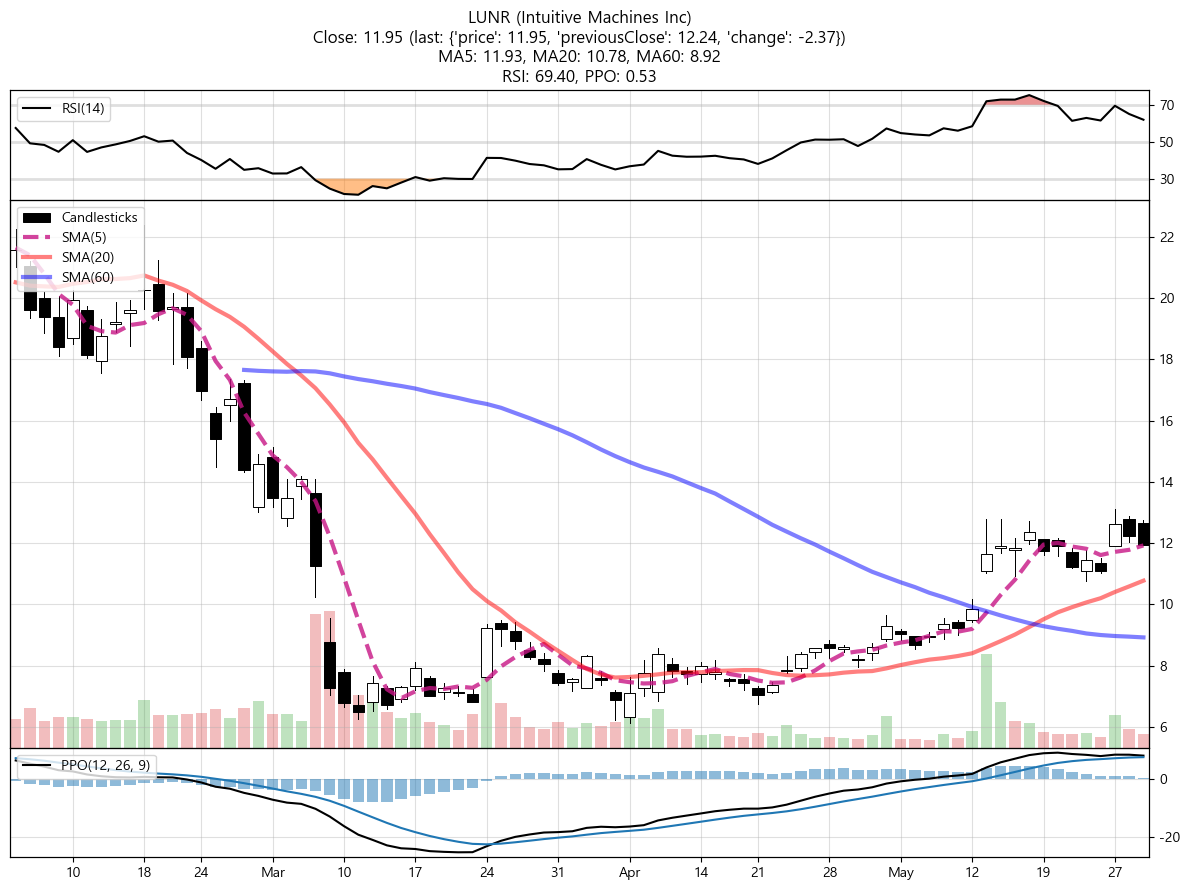 LUNR (Intuitive Machines Inc)
Close: 11.95 (last: {'price': 11.95, 'previousClose': 12.24, 'change': -2.37})
MA5: 11.93, MA20: 10.78, MA60: 8.92
RSI: 69.40, PPO: 0.53
RSI(14)
70
50
30
Candlesticks
SMA(5)
SMA(20)
SMA(60)
22
20
18
16
14
12
10
8
6
PPO(12, 26, 9)
0
-20
10 18 24 Mar 10 17 24 31 Apr 14 21 28 May 12 19 27